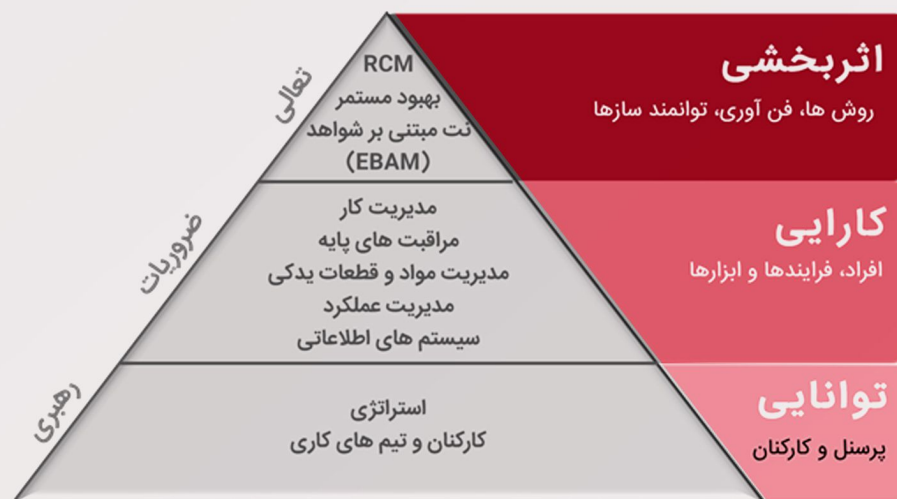 تعالی
RCM
بهبود مستمر
نت مبتنی بر شواهد
(EBAM)
اثربخشی
روش ها، فن آوری، توانمند سازها
ضروریات
مدیریت کار
مراقبت های پایه
مدیریت مواد و قطعات یدکی
مدیریت عملکرد
سیستم های اطلاعاتی
کارایی
افراد، فرایندها و ابزارها
رهبری
استراتژی
کارکنان و تیم های کاری
توانایی
پرسنل و کارکنان